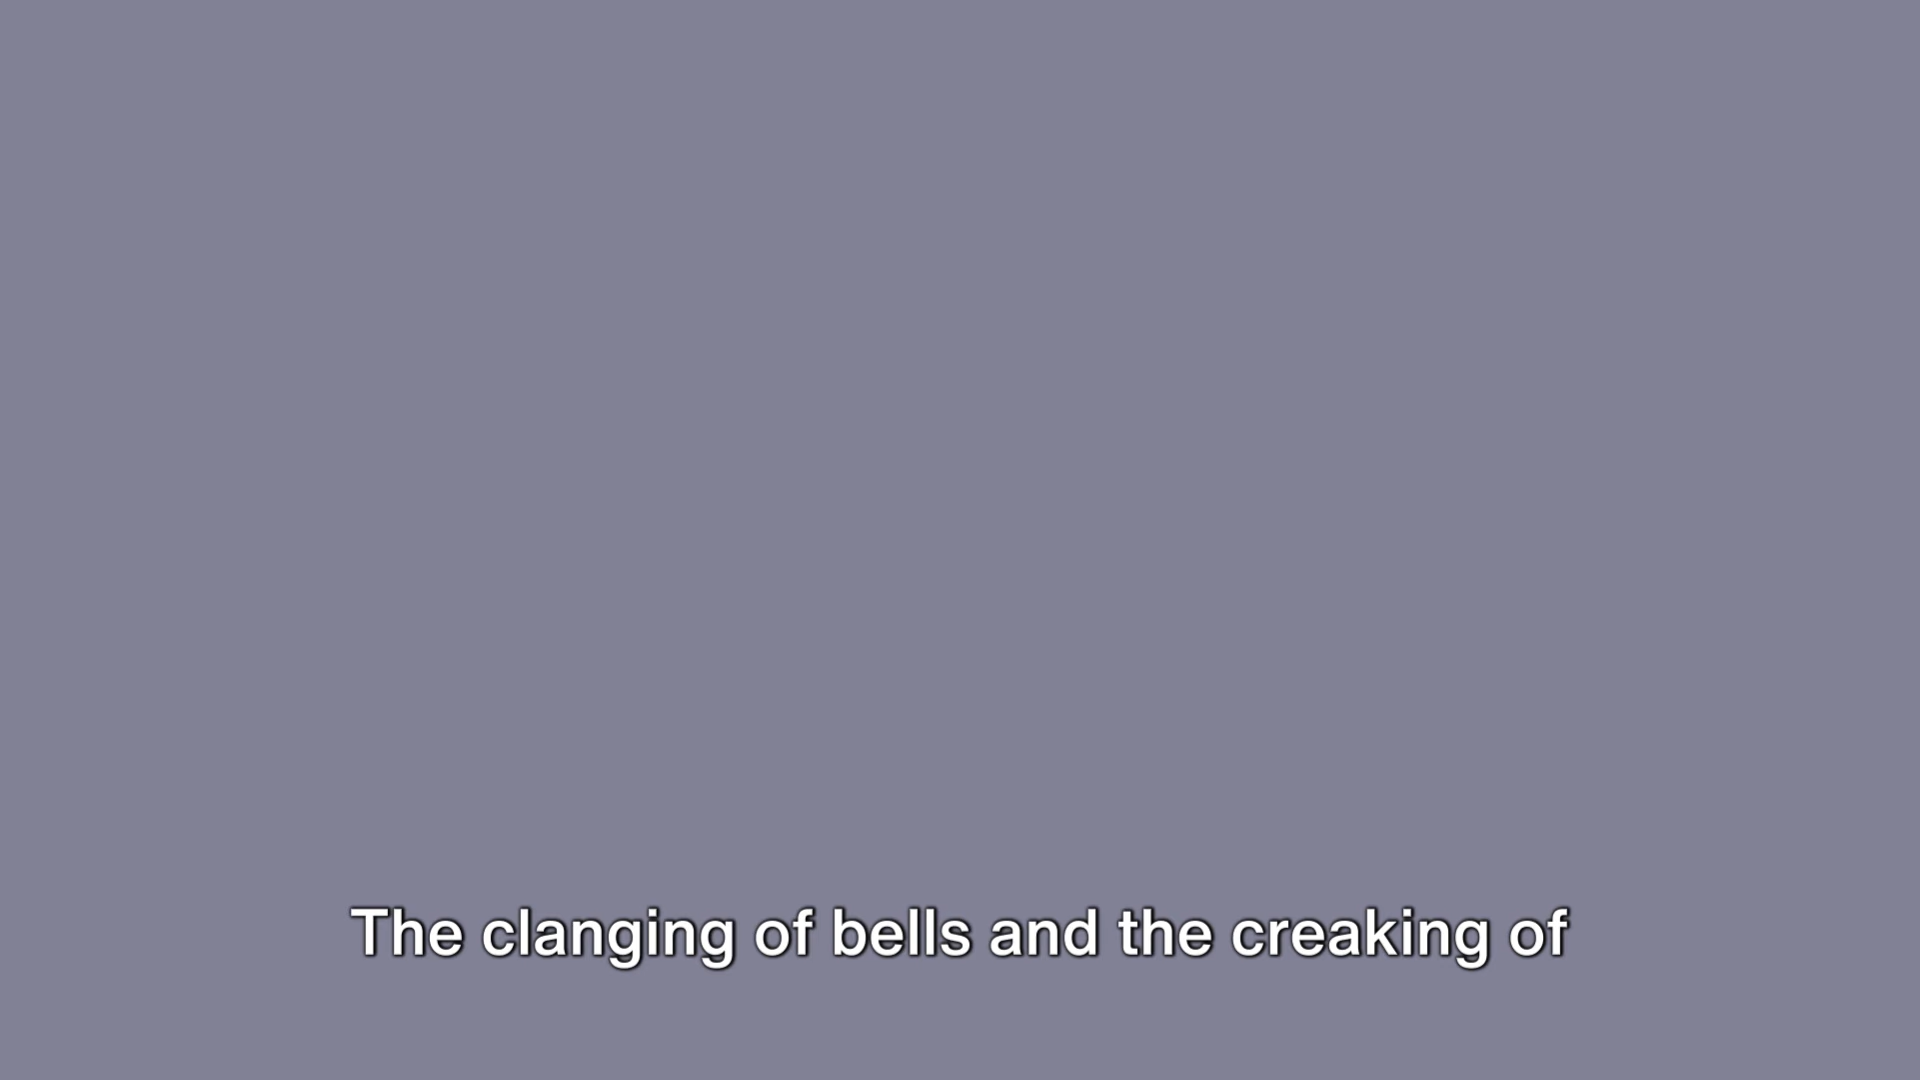 The clanging of bells and the creaking of